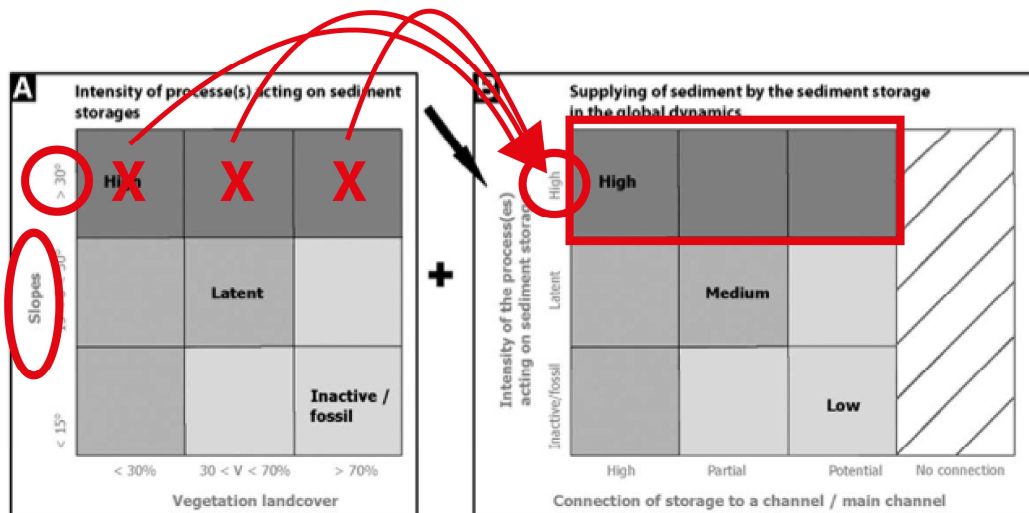 A
Intensity of processe(s) acting on sediment
storages
> 30°
High
X
X
X
Slopes
Latent
Inactive /
fossil
< 15°
< 30%
30 < V < 70%
> 70%
Vegetation landcover
+
Supplying of sediment by the sediment storage
in the global dynamics
Intensity of the process(es)
acting on sediment storage
High
Latent
Inactive/fossil
High
Medium
Low
High
Partial
Potential
No connection
Connection of storage to a channel / main channel